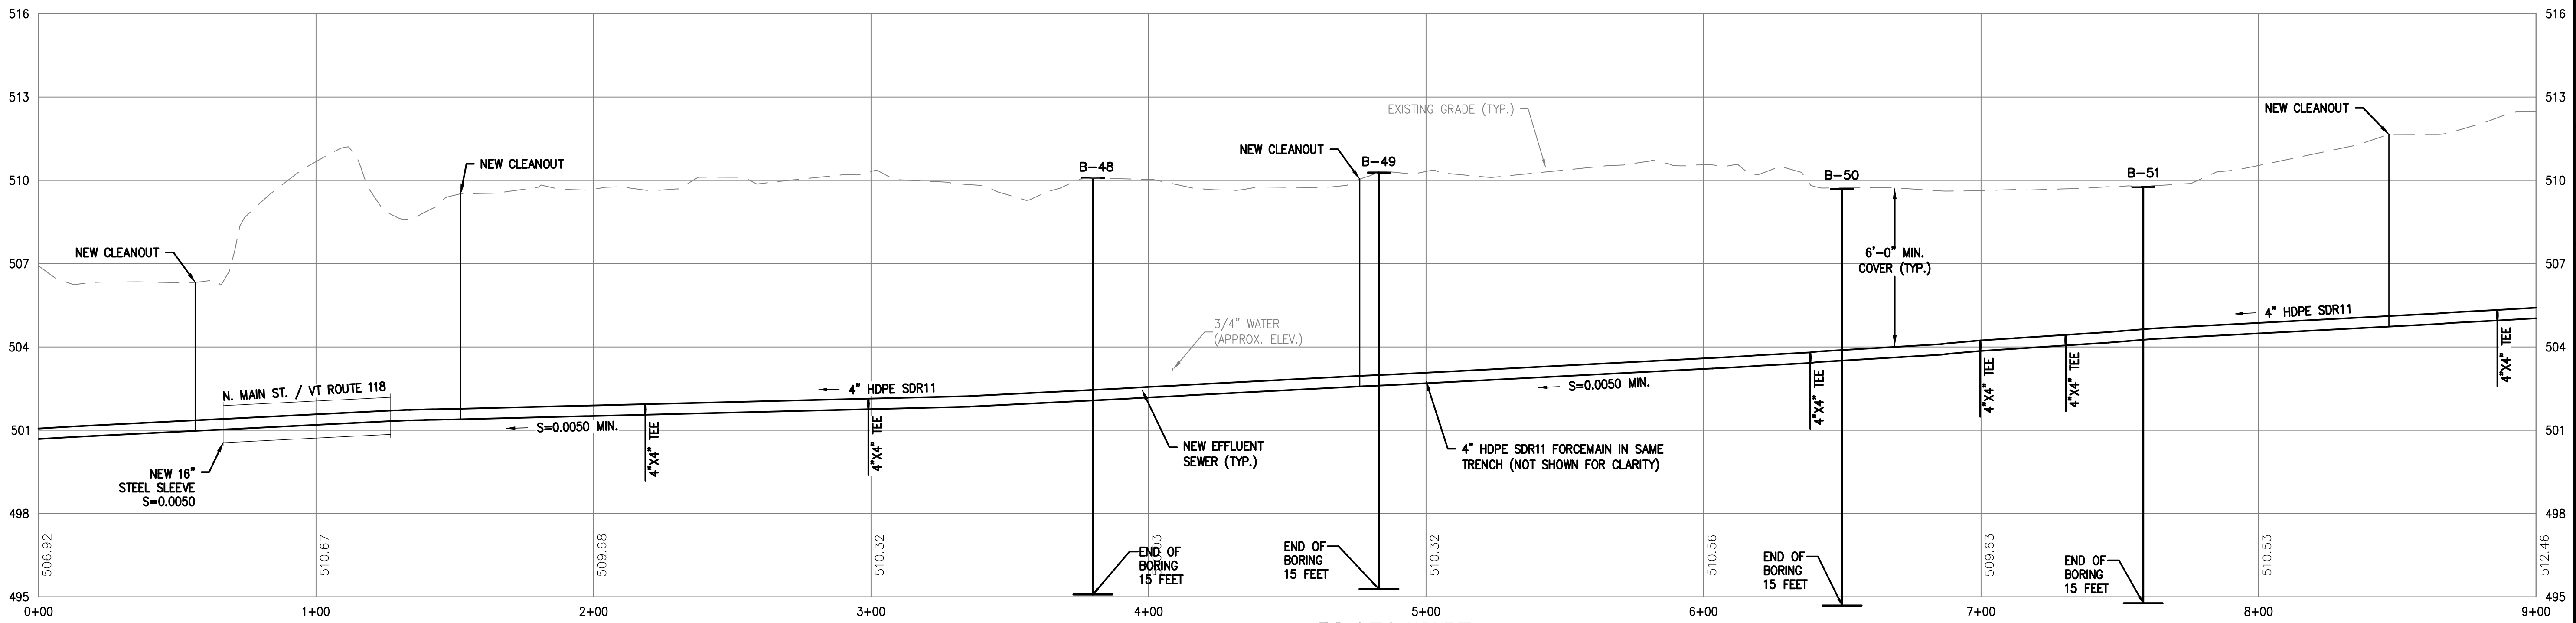 516
516
513
513
510
510
507
507
504
504
501
501
498
498
495
495
NEW CLEANOUT
N. MAIN ST. / VT ROUTE 118
NEW 16"
STEEL SLEEVE
S=0.0050
NEW CLEANOUT
S=0.0050 MIN.
4"X4" TEE
4" HDPE SDR11
4"X4" TEE
B-48
END OF
BORING
15 FEET
3/4" WATER
(APPROX. ELEV.)
NEW EFFLUENT
SEWER (TYP.)
NEW CLEANOUT
B-49
END OF
BORING
15 FEET
EXISTING GRADE (TYP.)
S=0.0050 MIN.
4" HDPE SDR11 FORCEMAIN IN SAME
TRENCH (NOT SHOWN FOR CLARITY)
4"X4" TEE
B-50
END OF
BORING
15 FEET
6'-0" MIN.
COVER (TYP.)
4"X4" TEE
4"X4" TEE
B-51
END OF
BORING
15 FEET
NEW CLEANOUT
4" HDPE SDR11
4"X4" TEE
506.92
510.67
509.68
510.32
510.32
510.56
509.63
510.53
512.46
0+00
1+00
2+00
3+00
4+00
5+00
6+00
7+00
8+00
9+00